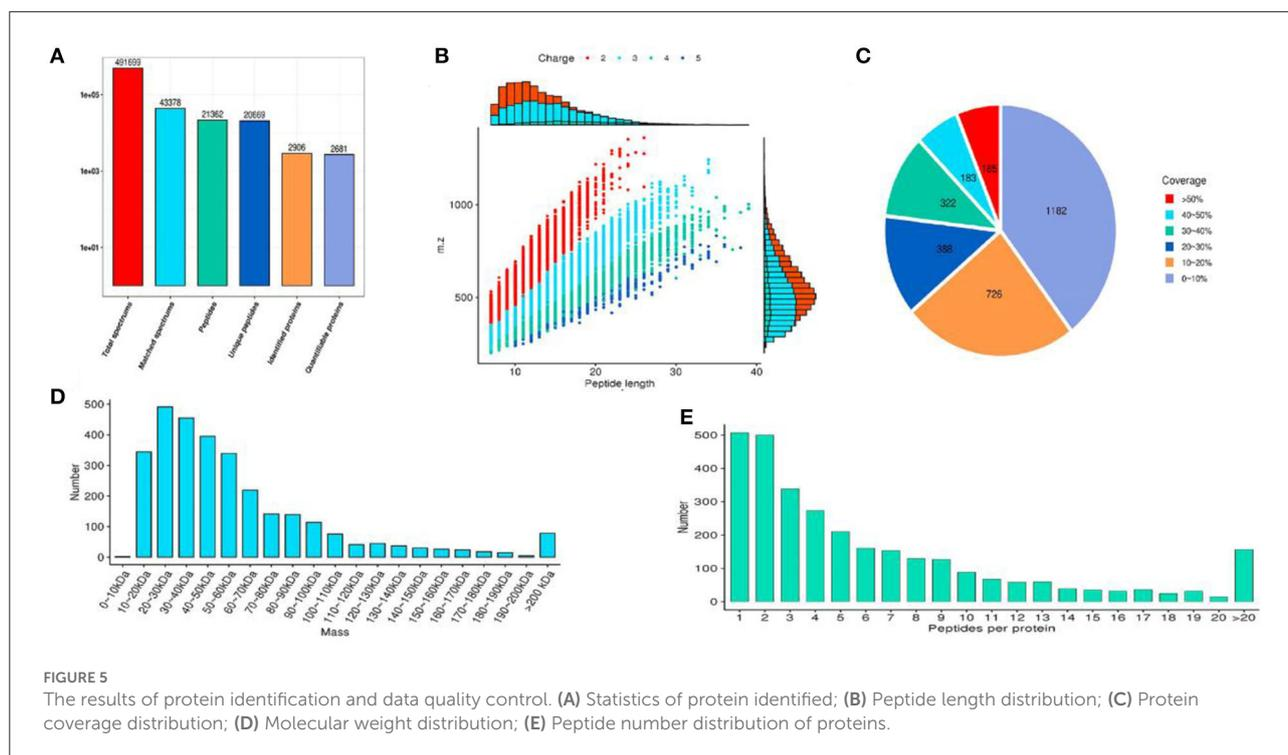 A
491699
43378
21362
20669
2906
2681
1e+05
1e+03
1e+01
Total spectrums
Matched spectrums
Peptides
Unique peptides
Identified proteins
Quantifiable proteins
B
Charge 2 3 4 5
m.z
1000
500
10 20 30 40
Peptide length
C
1182
726
388
322
183
185
Coverage
>50%
40~50%
30~40%
20~30%
10~20%
0~10%
D
Number
500
400
300
200
100
0
0~10kDa
10~20kDa
20~30kDa
30~40kDa
40~50kDa
50~60kDa
60~70kDa
70~80kDa
80~90kDa
90~100kDa
100~110kDa
110~120kDa
120~130kDa
130~140kDa
140~150kDa
150~160kDa
160~170kDa
170~180kDa
180~190kDa
190~200kDa
>200 kDa
Mass
E
Number
500
400
300
200
100
0
1 2 3 4 5 6 7 8 9 10 11 12 13 14 15 16 17 18 19 20 >20
Peptides per protein
FIGURE 5
The results of protein identification and data quality control. (A) Statistics of protein identified; (B) Peptide length distribution; (C) Protein
coverage distribution; (D) Molecular weight distribution; (E) Peptide number distribution of proteins.